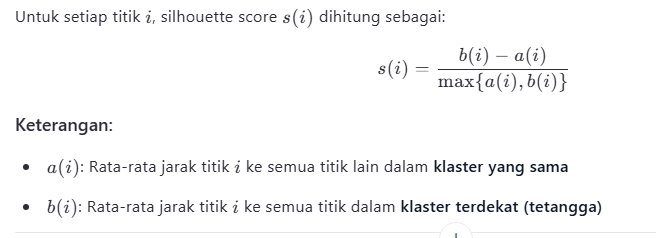 Untuk setiap titik i, silhouette score s(i) dihitung sebagai:
s(i) = \frac{b(i) − a(i)}{max{a(i), b(i)}}
Keterangan:
• a(i): Rata-rata jarak titik i ke semua titik lain dalam klaster yang sama
• b(i): Rata-rata jarak titik i ke semua titik dalam klaster terdekat (tetangga)